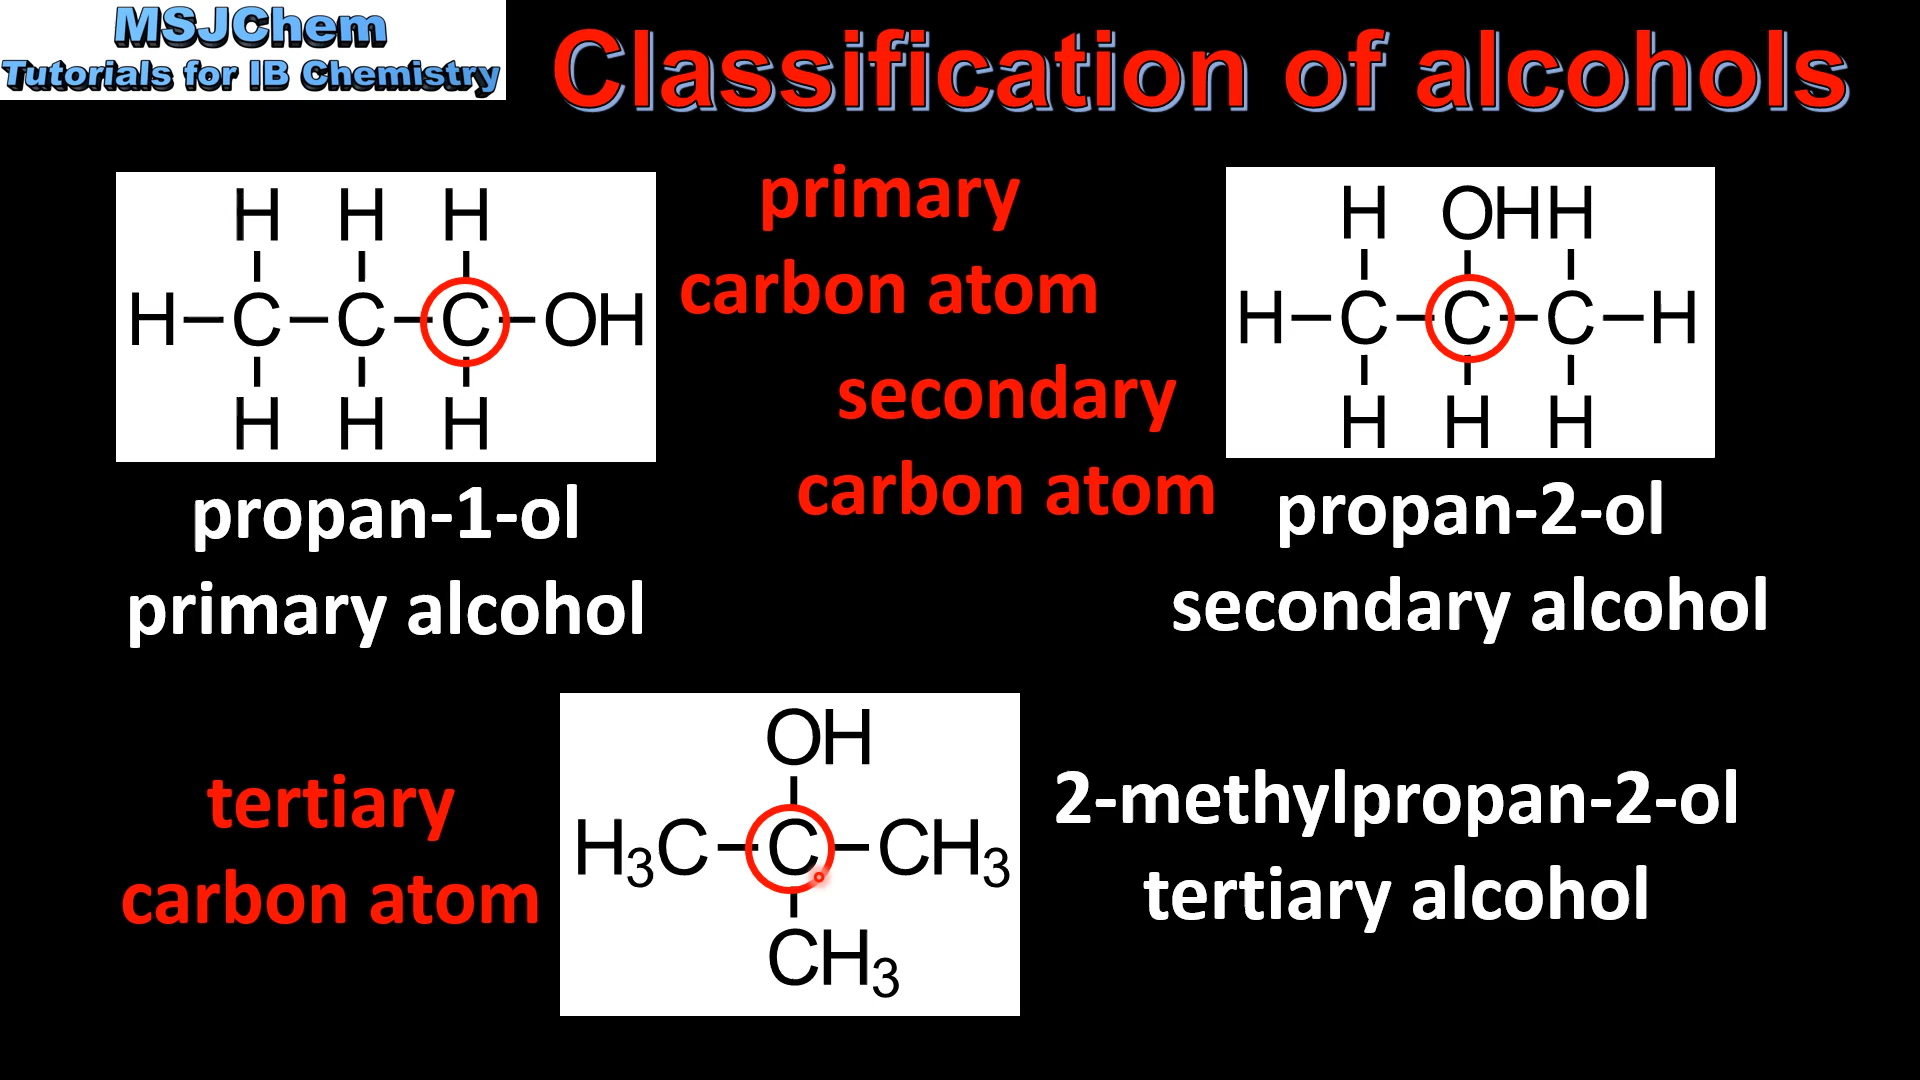 MSJChem
Tutorials for IB Chemistry
Classification of alcohols
H H H
H C C C OH
H H H
propan-1-ol
primary alcohol
primary
carbon atom
secondary
carbon atom
H OH H
H C C C H
H H H
propan-2-ol
secondary alcohol
tertiary
carbon atom
OH
H₃C C CH₃
CH₃
2-methylpropan-2-ol
tertiary alcohol